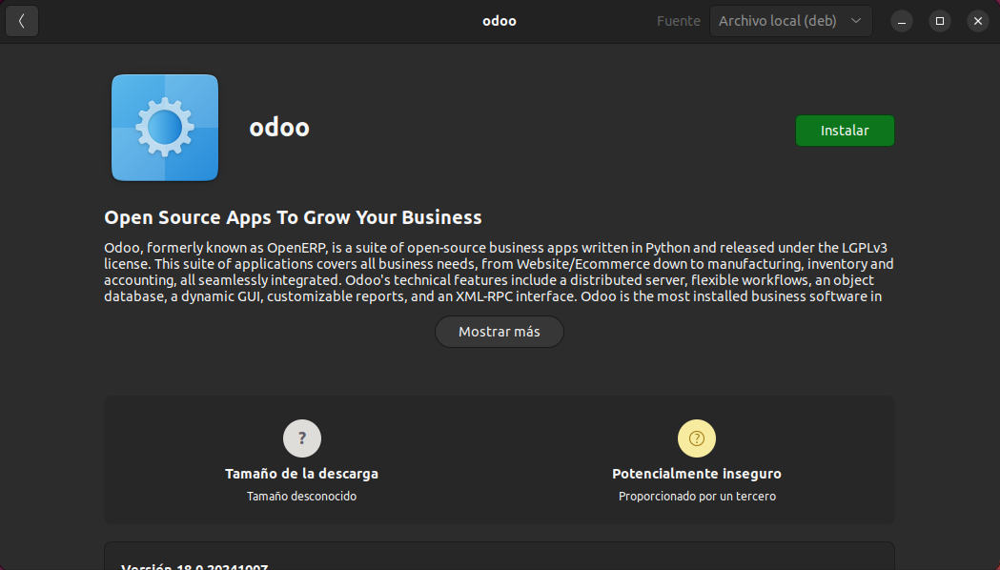 odoo
Fuente
Archivo local (deb)
odoo
Instalar
Open Source Apps To Grow Your Business
Odoo, formerly known as OpenERP, is a suite of open-source business apps written in Python and released under the LGPLv3
license. This suite of applications covers all business needs, from Website/Ecommerce down to manufacturing, inventory and
accounting, all seamlessly integrated. Odoo's technical features include a distributed server, flexible workflows, an object
database, a dynamic GUI, customizable reports, and an XML-RPC interface. Odoo is the most installed business software in
Mostrar más
?
?
Tamaño de la descarga
Potencialmente inseguro
Tamaño desconocido
Proporcionado por un tercero
Versión 18.0.20241007